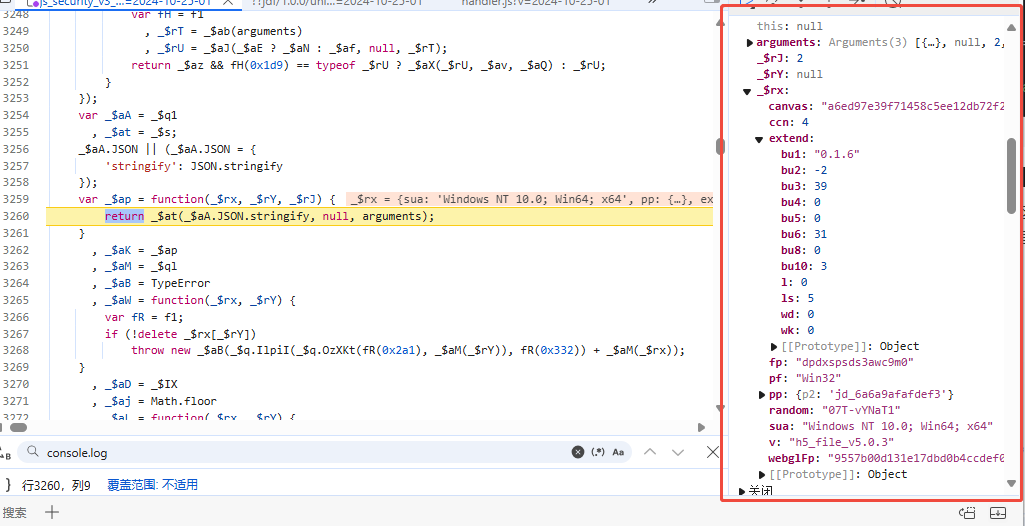 js_security_v3_...=2024-10-25-01
handler.js?v=2024-10-25-01
3248 var fH = f1
3249 , _$rT = _$ab(arguments)
3250 , _$rU = _$aJ(_$aE ? _$aN : _$af, null, _$rT);
3251 return _$az && fH(0x1d9) == typeof _$rU ? _$aX(_$rU, _$av, _$aQ) : _$rU;
3252 }
3253 });
3254 var _$aA = _$q1
3255 , _$at = _$s;
3256 _$aA.JSON || (_$aA.JSON = {
3257 'stringify': JSON.stringify
3258 });
3259 var _$ap = function(_$rx, _$rY, _$rJ) { _$rx = {sua: 'Windows NT 10.0; Win64; x64', pp: {…}, ex
3260 return _$at(_$aA.JSON.stringify, null, arguments);
3261 }
3262 , _$aK = _$ap
3263 , _$aM = _$ql
3264 , _$aB = TypeError
3265 , _$aW = function(_$rx, _$rY) {
3266 var fR = f1;
3267 if (!delete _$rx[_$rY])
3268 throw new _$aB(_$q.IlpiI(_$q.OzXKt(fR(0x2a1), _$aM(_$rY)), fR(0x332)) + _$aM(_$rx));
3269 }
3270 , _$aD = _$IX
3271 , _$aj = Math.floor
3272 , _$aL = function(_$rx, _$rY) {
console.log
(.*) Aa
} 行3260，列9 覆盖范围: 不适用
搜索
this: null
arguments: Arguments(3) [{…}, null, 2,
_$rJ: 2
_$rY: null
_$rx:
canvas: "a6ed97e39f71458c5ee12db72f2
ccn: 4
extend:
bu1: "0.1.6"
bu2: -2
bu3: 39
bu4: 0
bu5: 0
bu6: 31
bu8: 0
bu10: 3
l: 0
ls: 5
wd: 0
wk: 0
[[Prototype]]: Object
fp: "dpdxspsds3awc9m0"
pf: "Win32"
pp: {p2: 'jd_6a6a9afafdef3'}
random: "07T-vYNaT1"
sua: "Windows NT 10.0; Win64; x64"
v: "h5_file_v5.0.3"
webglFp: "9557b00d131e17dbd0b4ccdef0
[[Prototype]]: Object
关闭